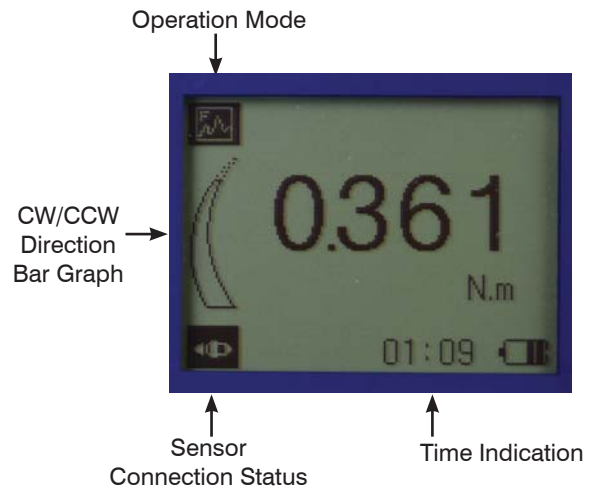 Operation Mode
F
0.361
CW/CCW
Direction
Bar Graph
N.m
01:09
Sensor
Connection Status
Time Indication